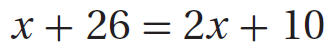 x + 26 = 2x + 10